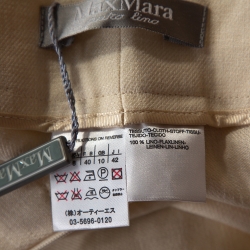 MaxMara
puro lino
TESSUTO-CLOTH-STOFF-TISSU-
TEJIDO-TECIDO
100 % LINO-FLAX-LINEN-
LEINEN-LIN-LINHO
40 10 42
(株)オーティーエス
03-5696-0120
MaxMara